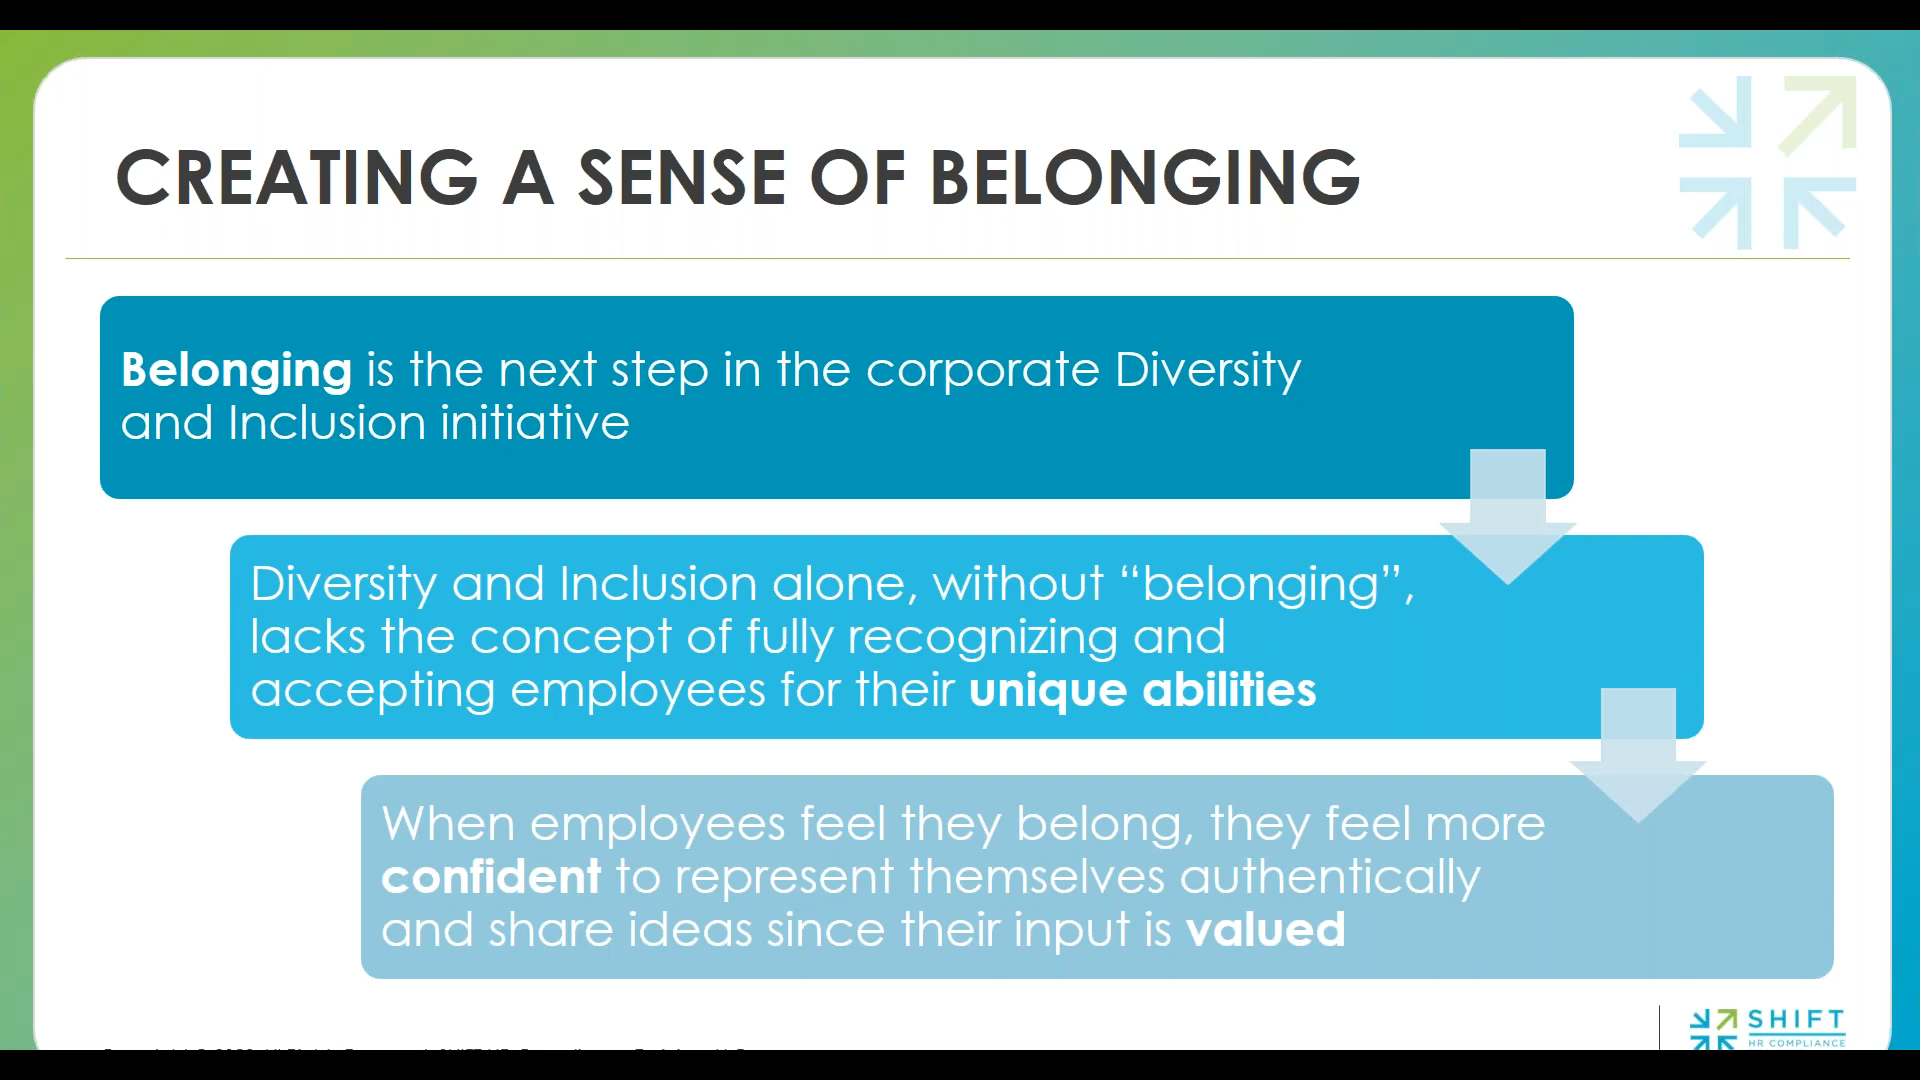 CREATING A SENSE OF BELONGING
Belonging is the next step in the corporate Diversity
and Inclusion initiative
Diversity and Inclusion alone, without “belonging”,
lacks the concept of fully recognizing and
accepting employees for their unique abilities
When employees feel they belong, they feel more
confident to represent themselves authentically
and share ideas since their input is valued
SHIFT
HR COMPLIANCE